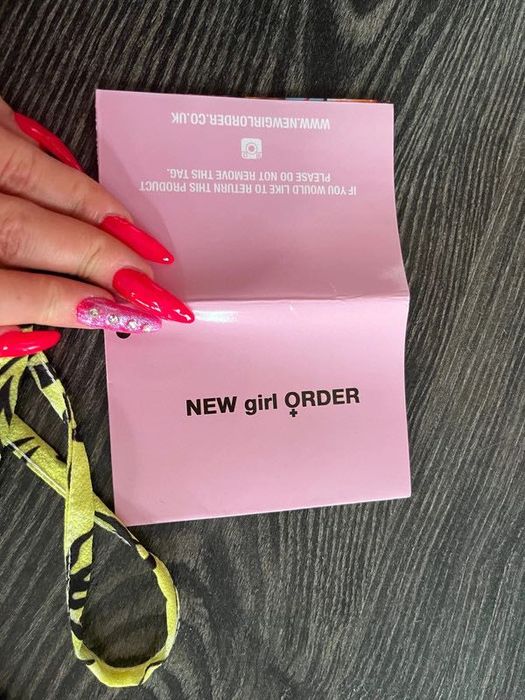 WWW.NEWGIRLORDER.CO.UK
IF YOU WOULD LIKE TO RETURN THIS PRODUCT
PLEASE DO NOT REMOVE THIS TAG.
NEW girl ORDER